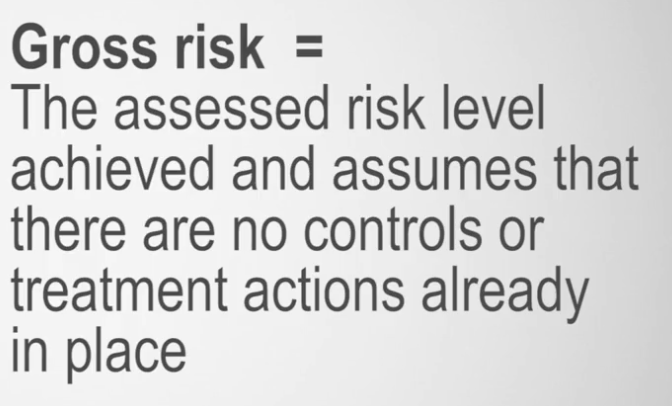 Gross risk =
The assessed risk level
achieved and assumes that
there are no controls or
treatment actions already
in place